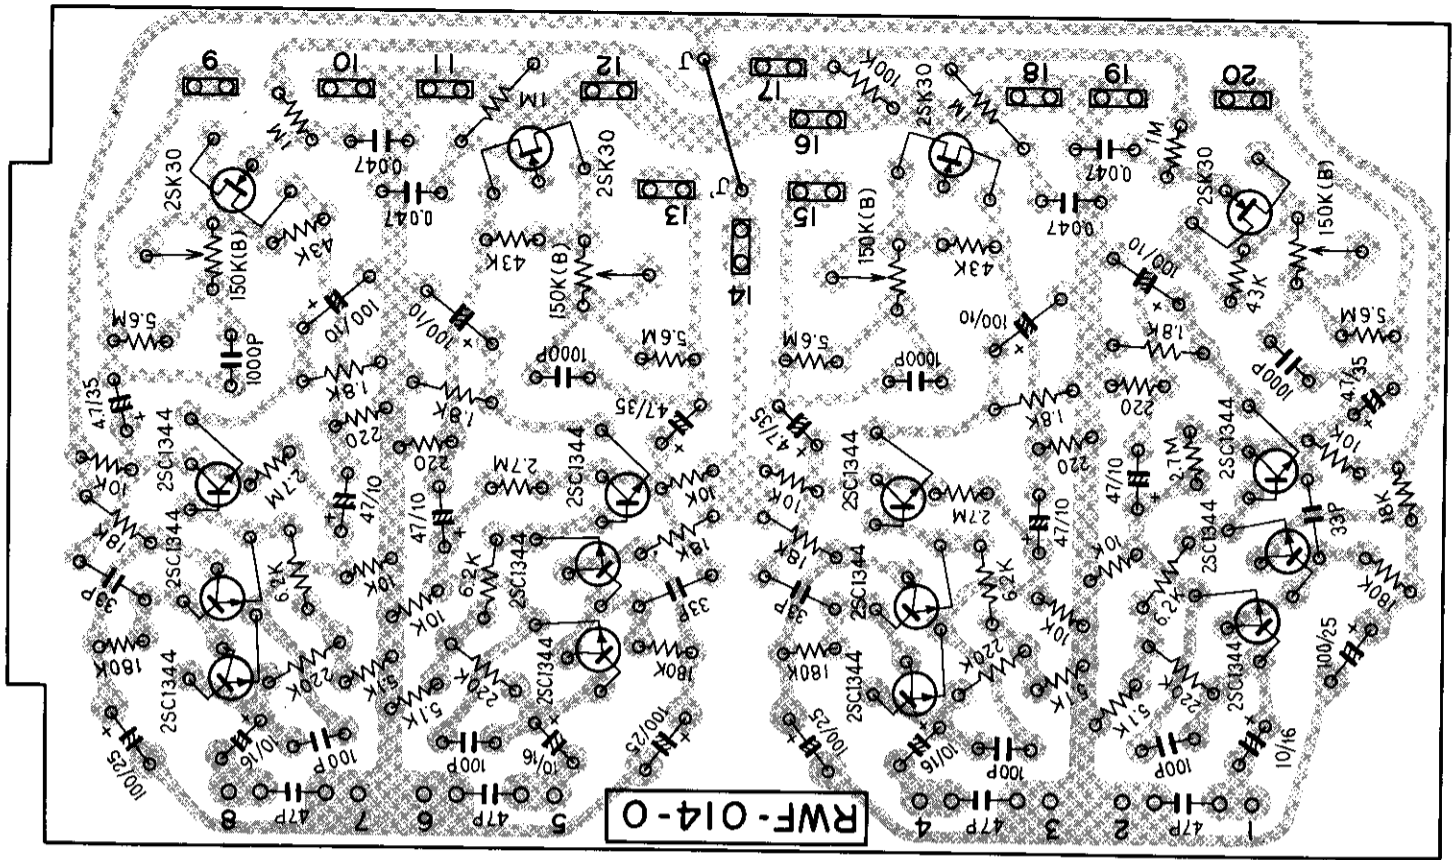 9
10
11
12
J
17
100K
18
19
20
1M
1M
2SK30
1M
1M
2SK30
0.047
2SK30
16
0.047
2SK30
0.047
13
J'
15
0.047
150K(B)
43K
43K
150K(B)
14
150K(B)
43K
43K
150K(B)
100/10
100/10
100/10
100/10
5.6M
1000P
1000P
5.6M
5.6M
1000P
1.8K
1000P
5.6M
4.7/35
1.8K
1.8K
4.7/35
4.7/35
1.8K
220
4.7/35
2SC1344
220
220
2SC1344
220
2SC1344
10K
10K
2.7M
47/10
47/10
2.7M
2SC1344
10K
10K
2SC1344
2.7M
47/10
47/10
2.7M
18K
2SC1344
18K
18K
2SC1344
33P
18K
33P
6.2K
10K
2SC1344
33P
33P
2SC1344
6.2K
10K
180K
10K
6.2K
10K
6.2K
180K
2SC1344
220K
5.1K
2SC1344
180K
180K
2SC1344
220K
5.1K
2SC1344
5.1K
220K
5.1K
220K
100/25
100/25
10/16
100P
100P
10/16
100/25
100/25
10/16
100P
100P
10/16
8
47P
7
6
47P
5
RWF-014-0
4
47P
3
2
47P
1